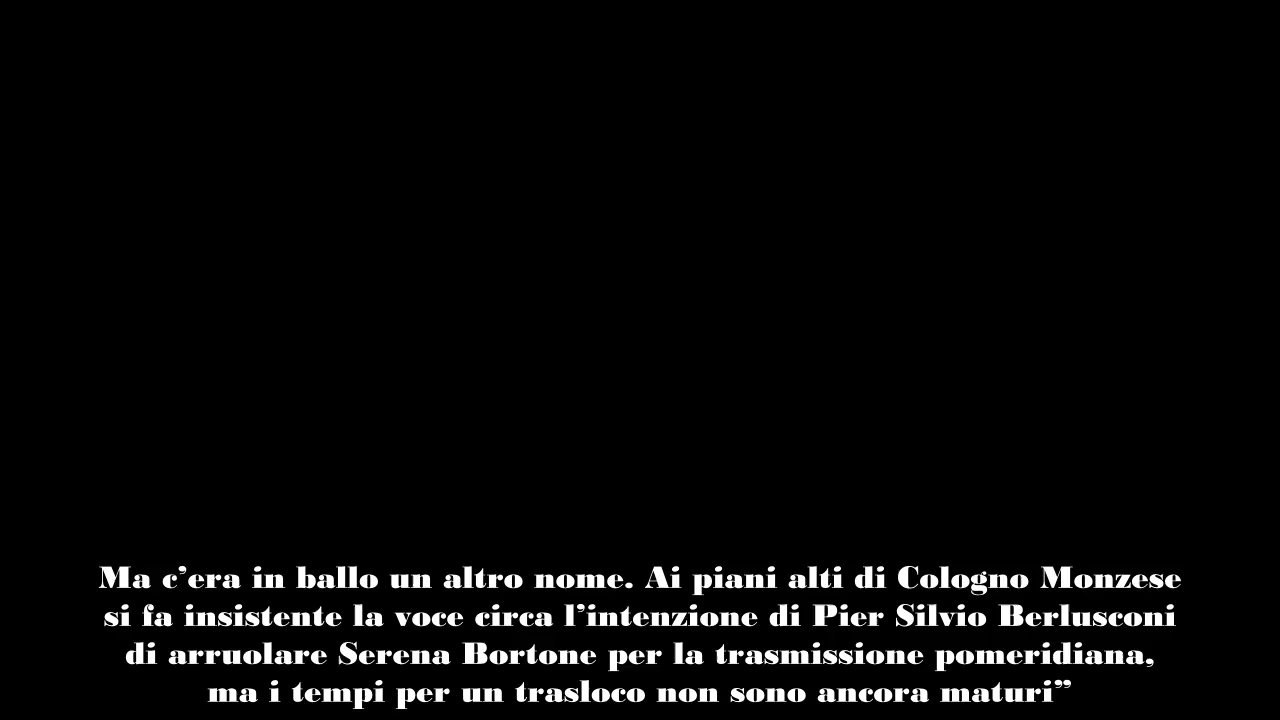 Ma c’era in ballo un altro nome. Ai piani alti di Cologno Monzese
si fa insistente la voce circa l’intenzione di Pier Silvio Berlusconi
di arruolare Serena Bortone per la trasmissione pomeridiana,
ma i tempi per un trasloco non sono ancora maturi”